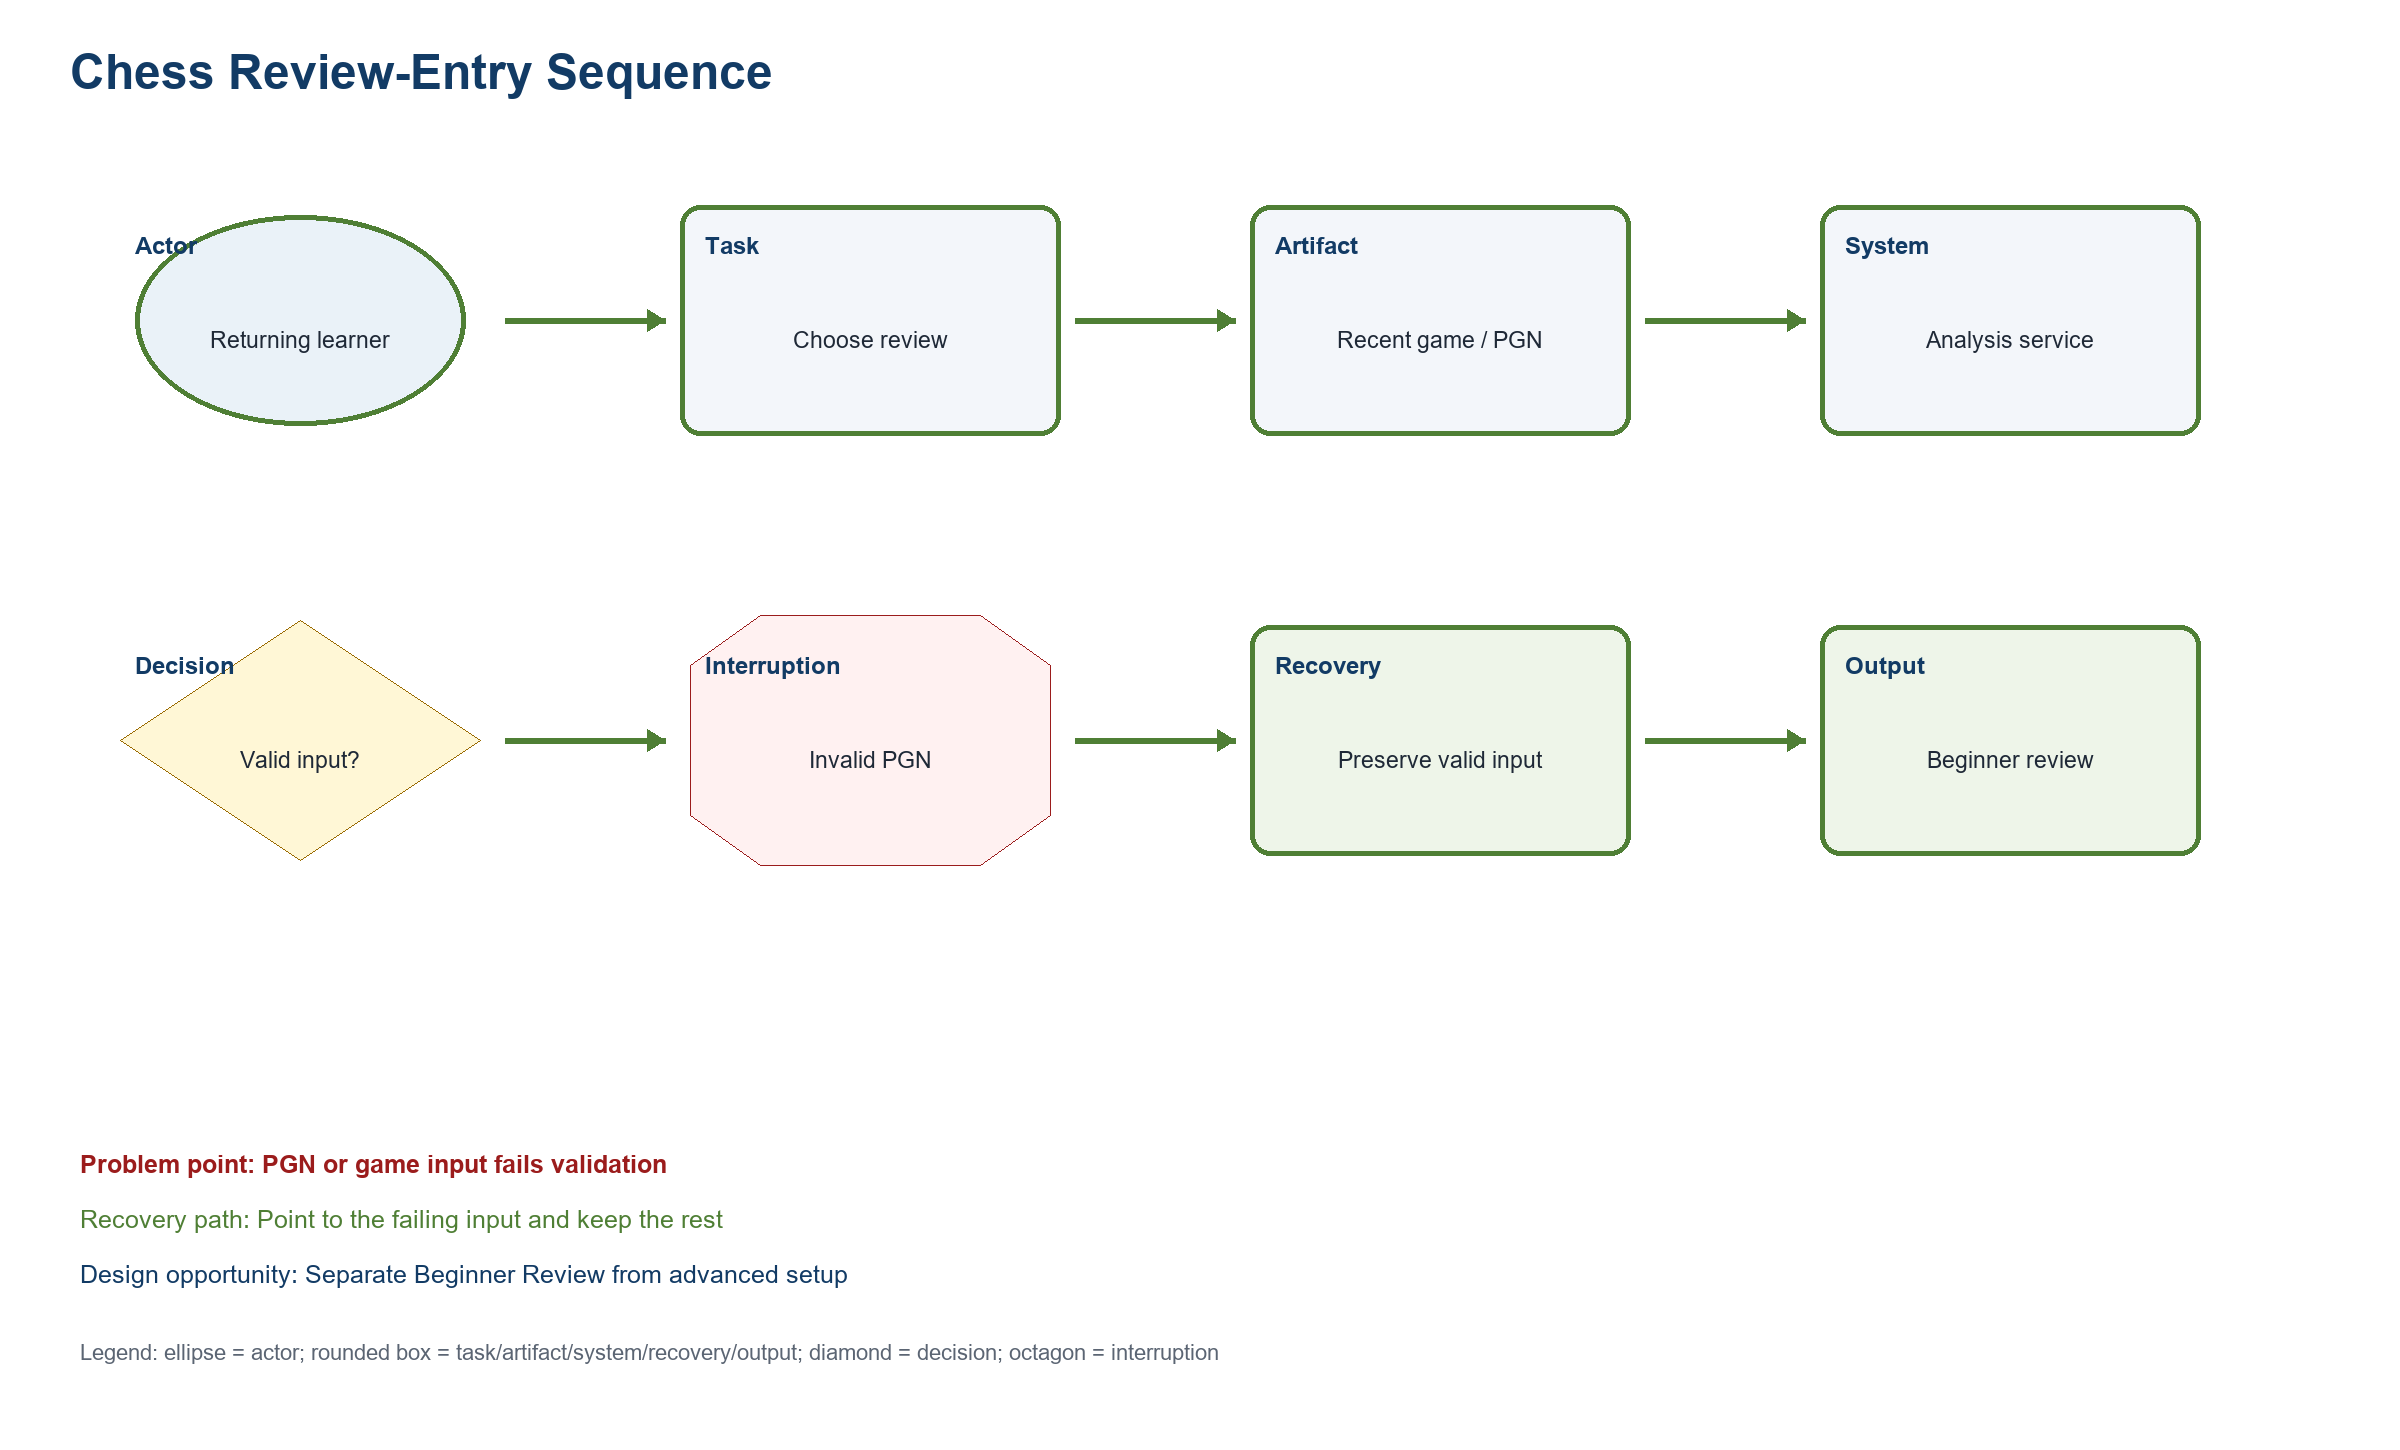 Chess Review-Entry Sequence
Actor
Returning learner
Task
Choose review
Artifact
Recent game / PGN
System
Analysis service
Decision
Valid input?
Interruption
Invalid PGN
Recovery
Preserve valid input
Output
Beginner review
Problem point: PGN or game input fails validation
Recovery path: Point to the failing input and keep the rest
Design opportunity: Separate Beginner Review from advanced setup
Legend: ellipse = actor; rounded box = task/artifact/system/recovery/output; diamond = decision; octagon = interruption